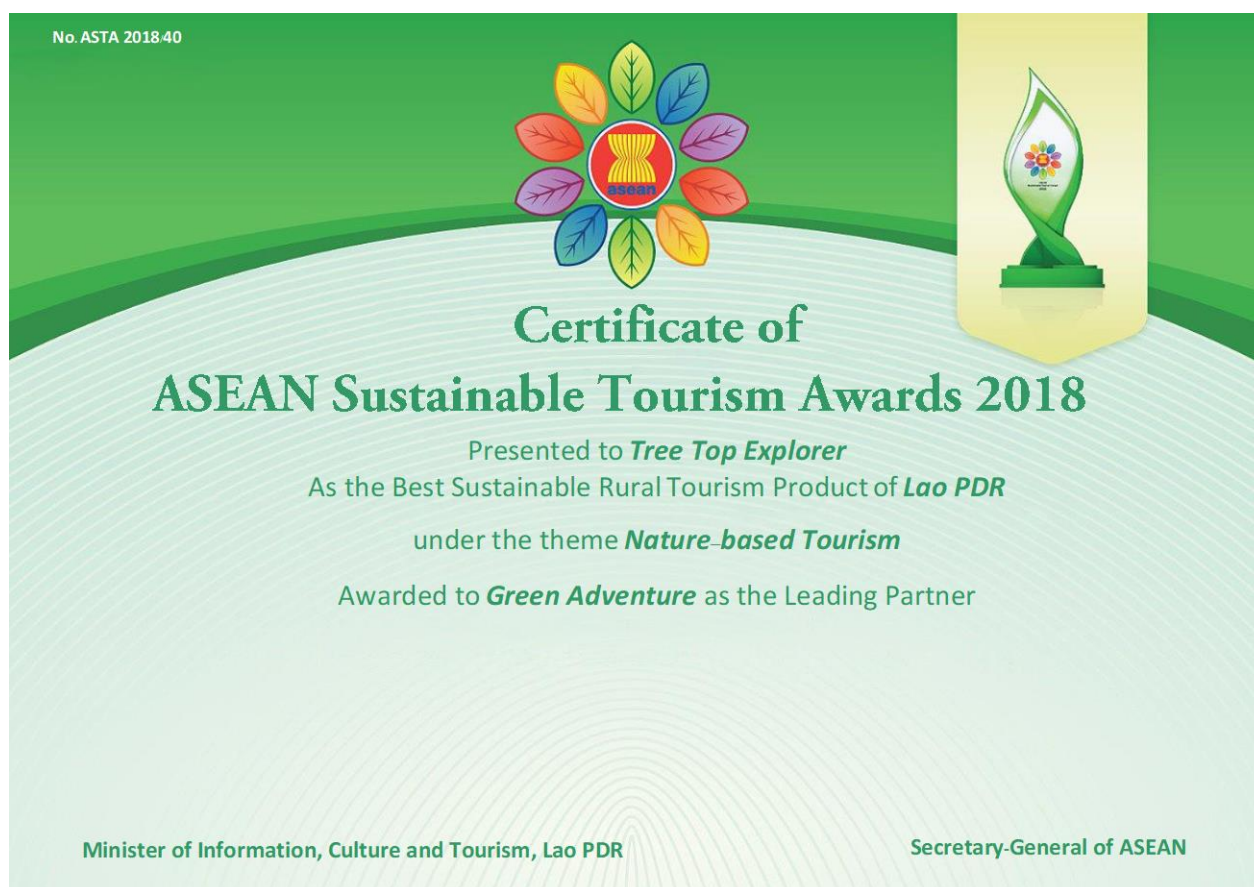 No. ASTA 2018/40
asean
Certificate of
ASEAN Sustainable Tourism Awards 2018
Presented to Tree Top Explorer
As the Best Sustainable Rural Tourism Product of Lao PDR
under the theme Nature–based Tourism
Awarded to Green Adventure as the Leading Partner
Minister of Information, Culture and Tourism, Lao PDR
Secretary-General of ASEAN